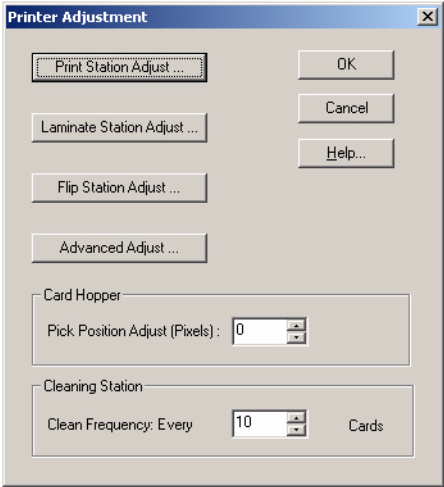 Printer Adjustment
Print Station Adjust ...
OK
Cancel
Laminate Station Adjust ...
Help...
Flip Station Adjust ...
Advanced Adjust ...
Card Hopper
Pick Position Adjust (Pixels) : 0
Cleaning Station
Clean Frequency: Every 10 Cards